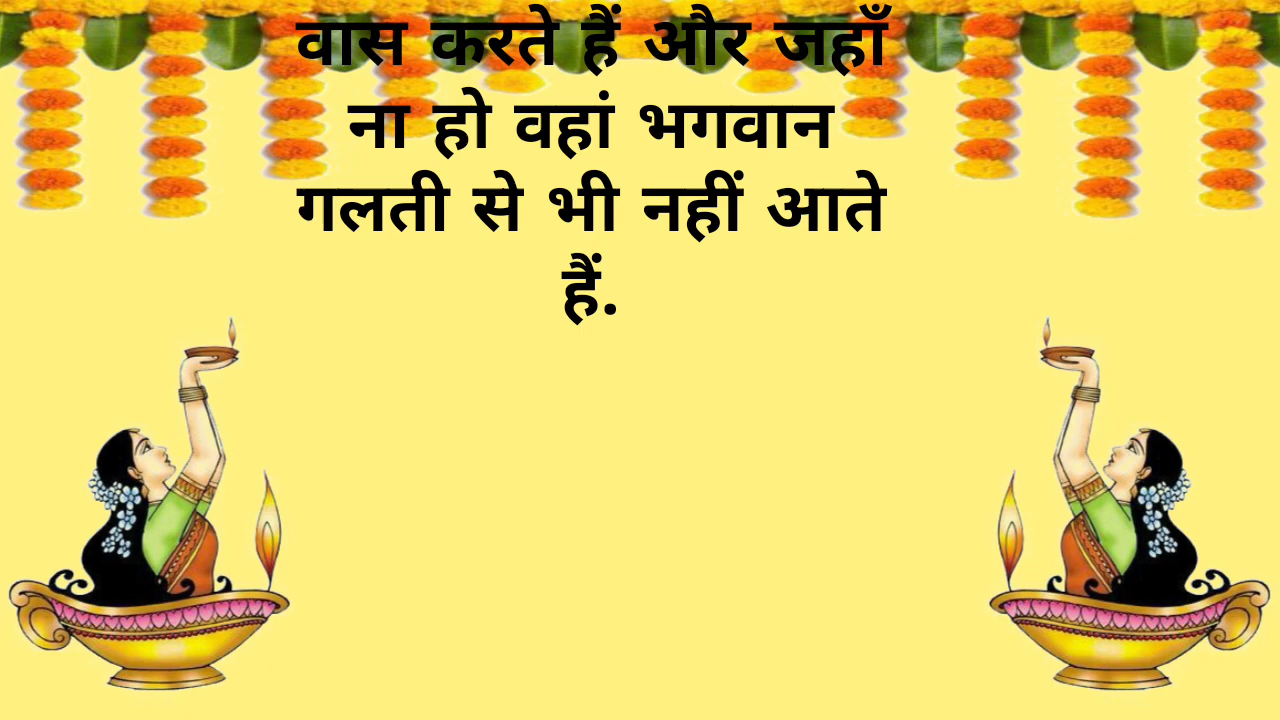 वास करते हैं और जहाँ
ना हो वहां भगवान
गलती से भी नहीं आते
हैं.